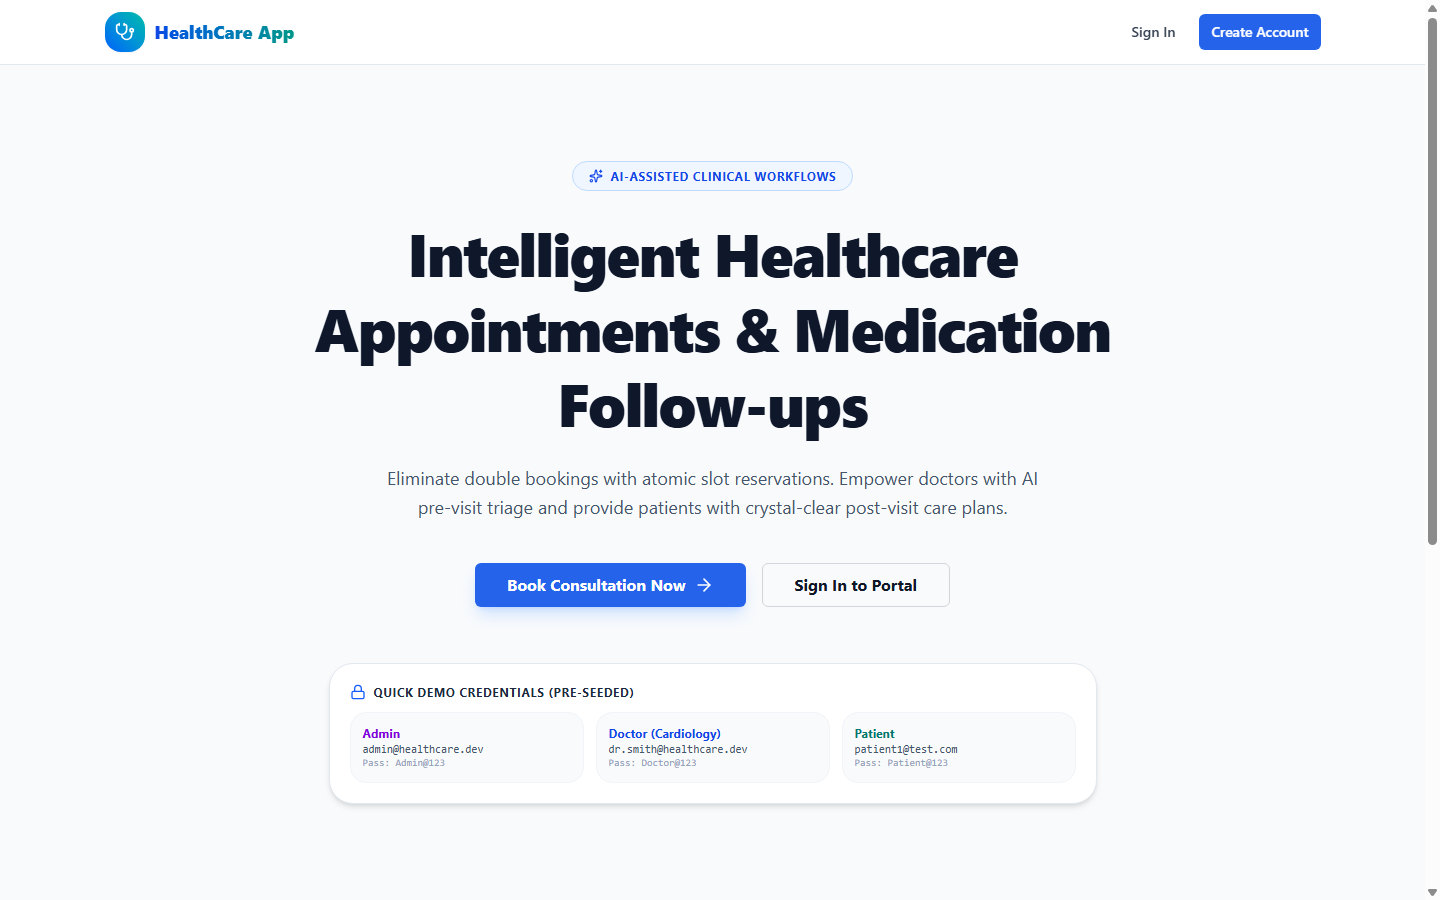 HealthCare App
Sign In
Create Account
AI-ASSISTED CLINICAL WORKFLOWS
Intelligent Healthcare
Appointments & Medication
Follow-ups
Eliminate double bookings with atomic slot reservations. Empower doctors with AI
pre-visit triage and provide patients with crystal-clear post-visit care plans.
Book Consultation Now
Sign In to Portal
QUICK DEMO CREDENTIALS (PRE-SEEDED)
Admin
admin@healthcare.dev
Pass: Admin@123
Doctor (Cardiology)
dr.smith@healthcare.dev
Pass: Doctor@123
Patient
patient1@test.com
Pass: Patient@123